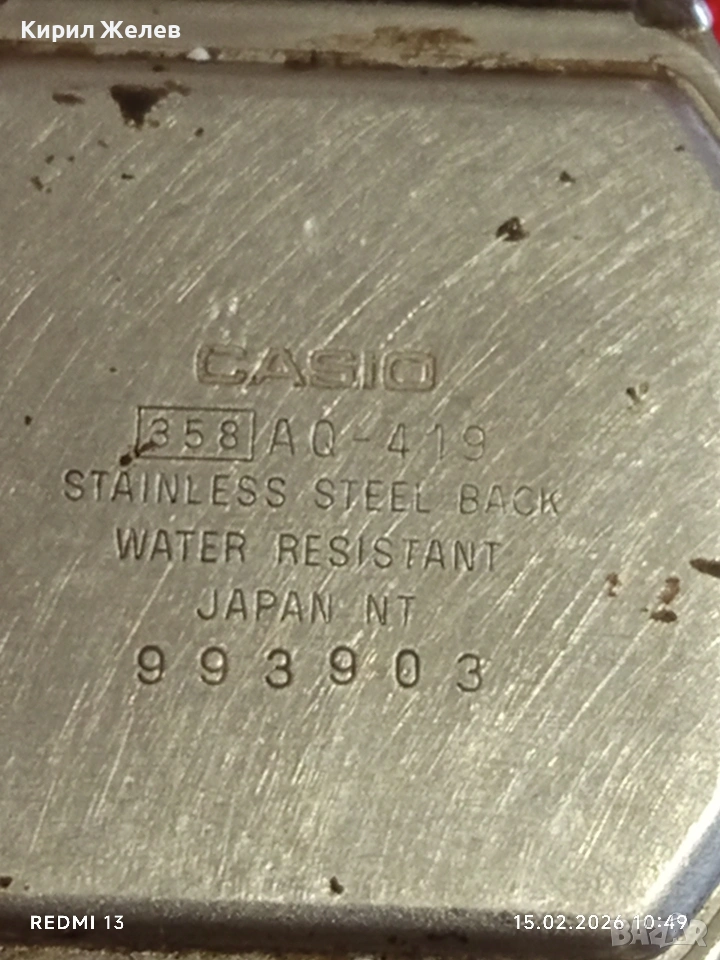 Кирил Желев
CASIO
358 AQ-419
STAINLESS STEEL BACK
WATER RESISTANT
JAPAN NT
993903
REDMI 13
15.02.2026 10:49
BAZAR